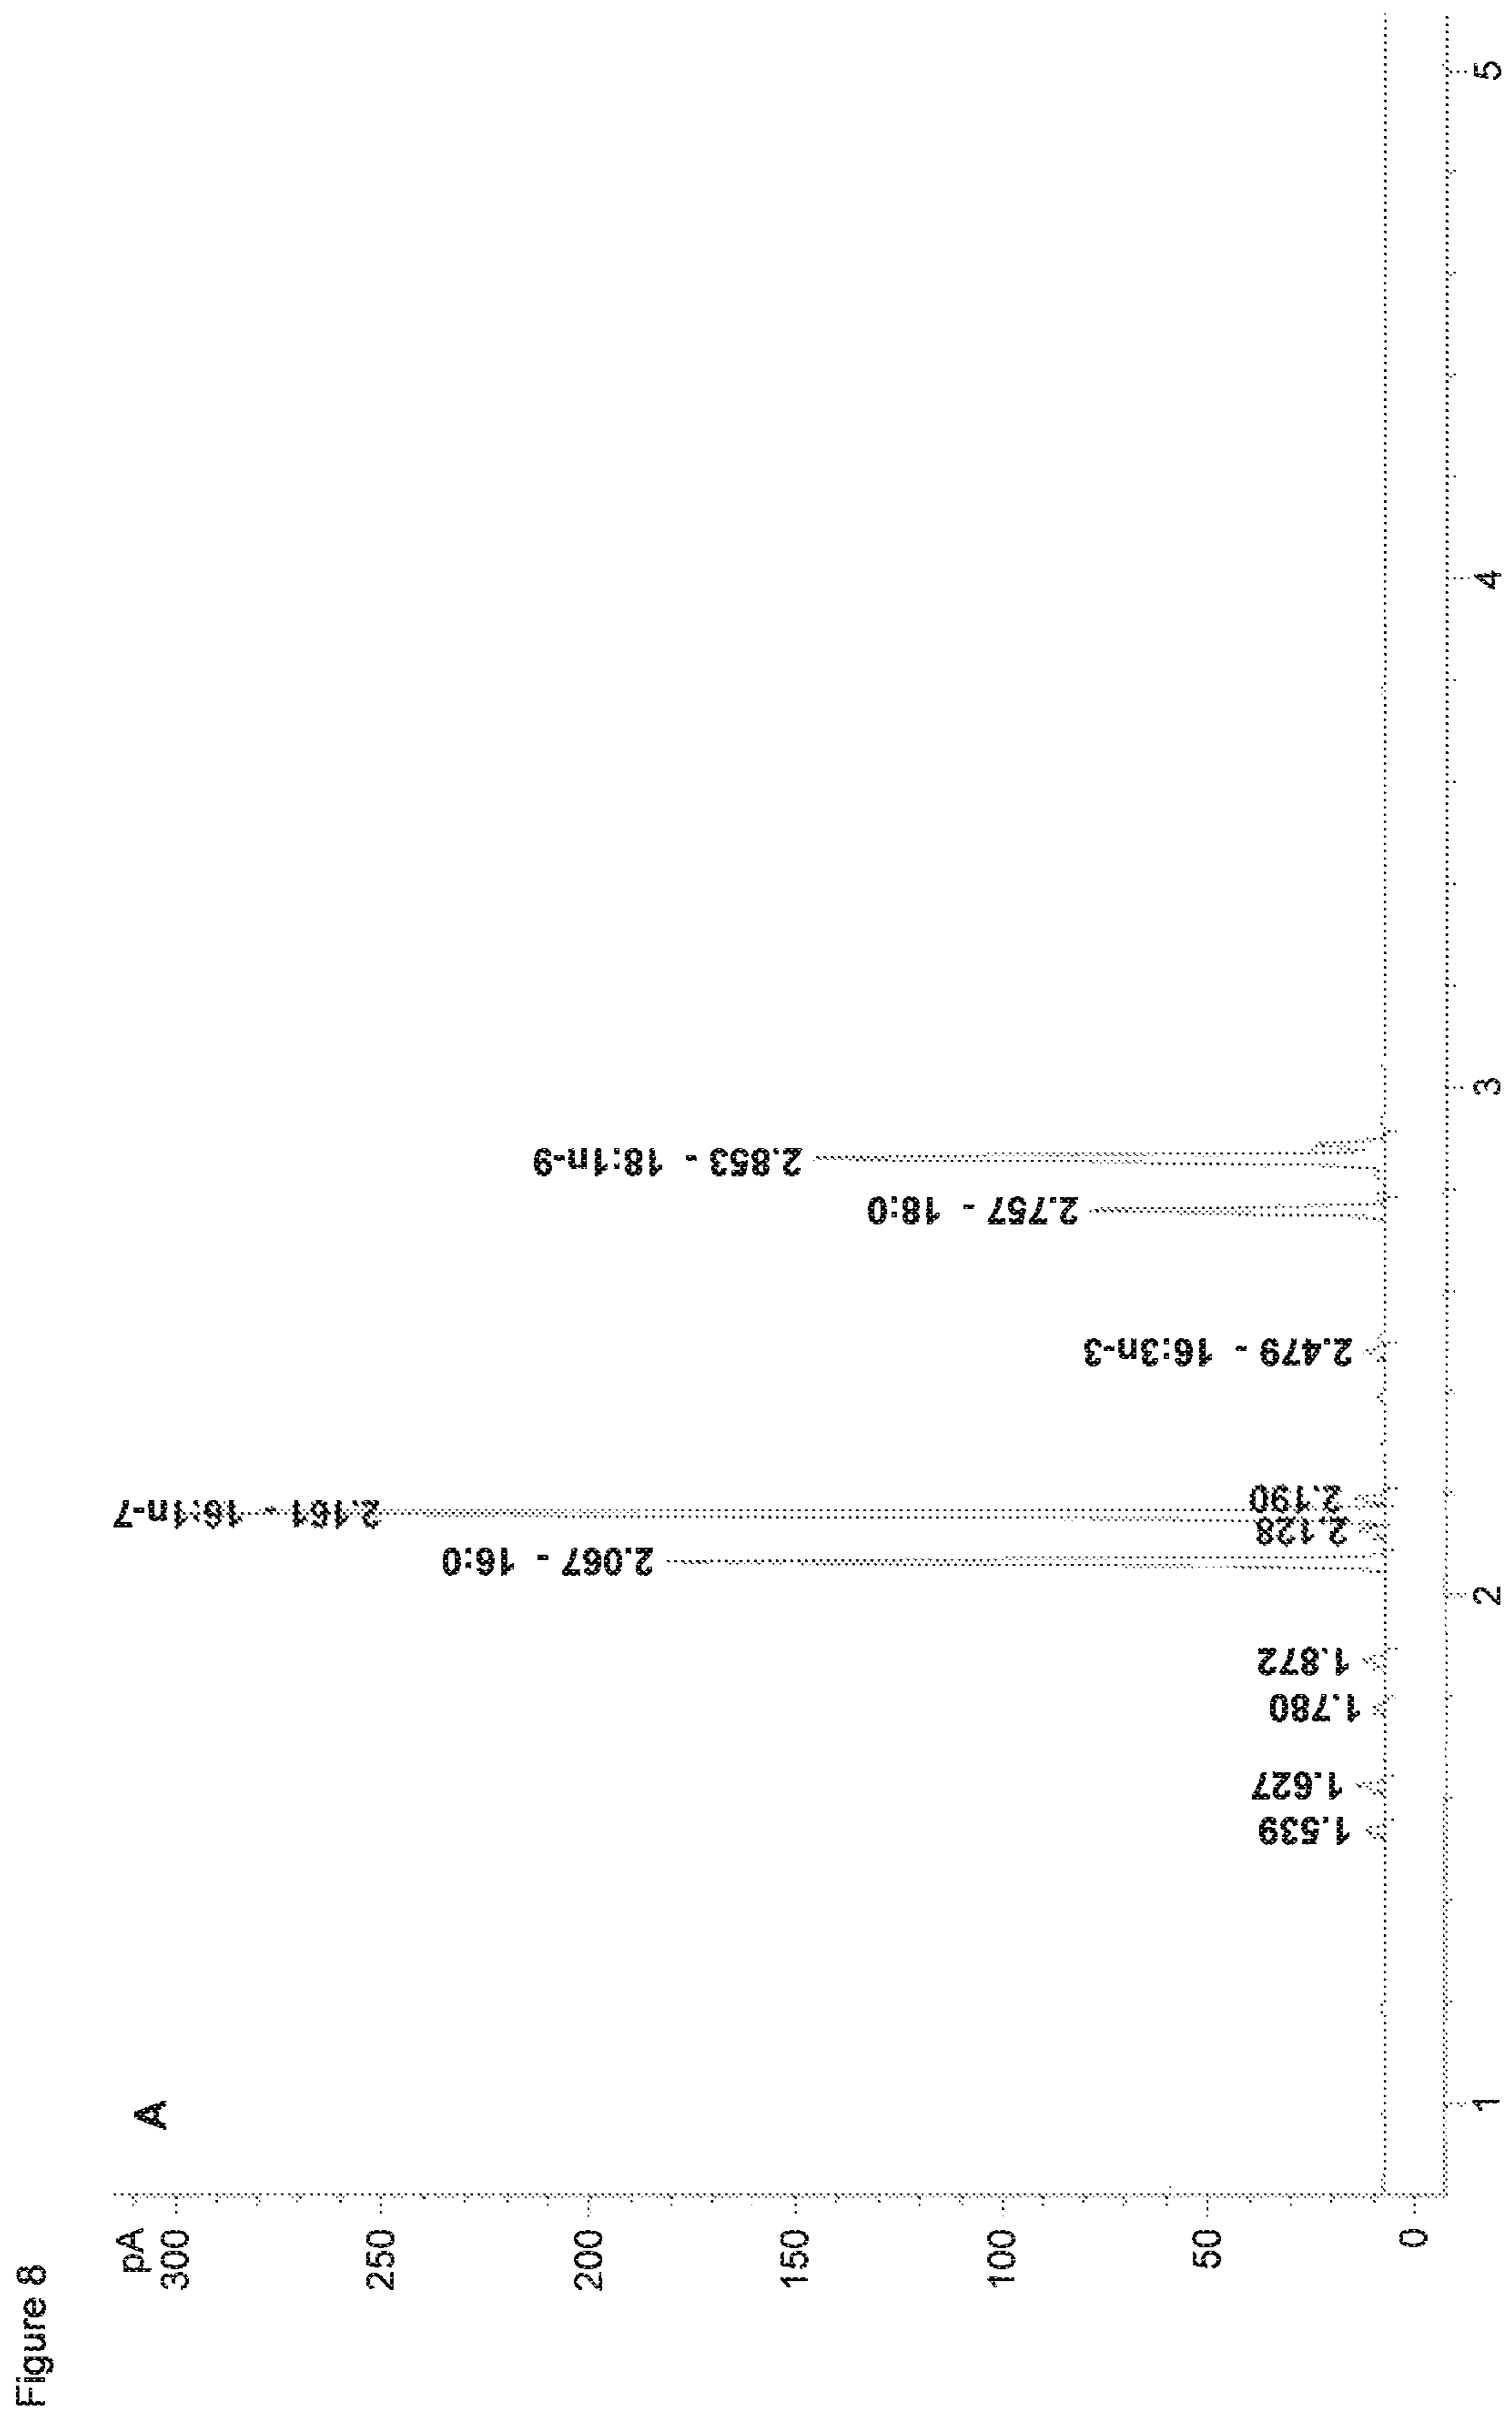 Figure 8
pA
A
300
250
200
150
100
50
0
1.539
1.627
1.780
1.872
2.067 - 16:0
2.128
2.161 - 16:1n-7
2.190
2.479 - 16:3n-3
2.757 - 18:0
2.853 - 18:1n-9
1
2
3
4
5